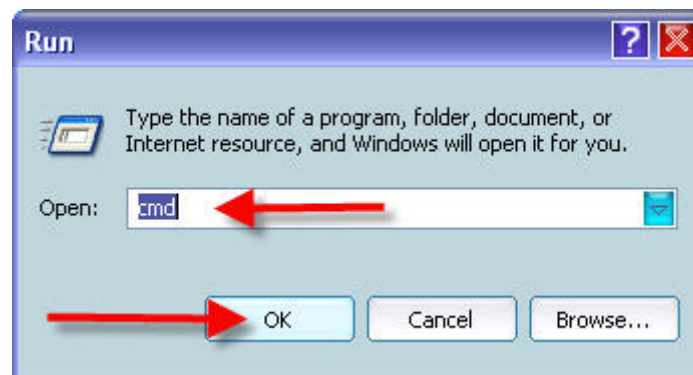 Run
Type the name of a program, folder, document, or
Internet resource, and Windows will open it for you.
Open: cmd
OK Cancel Browse...